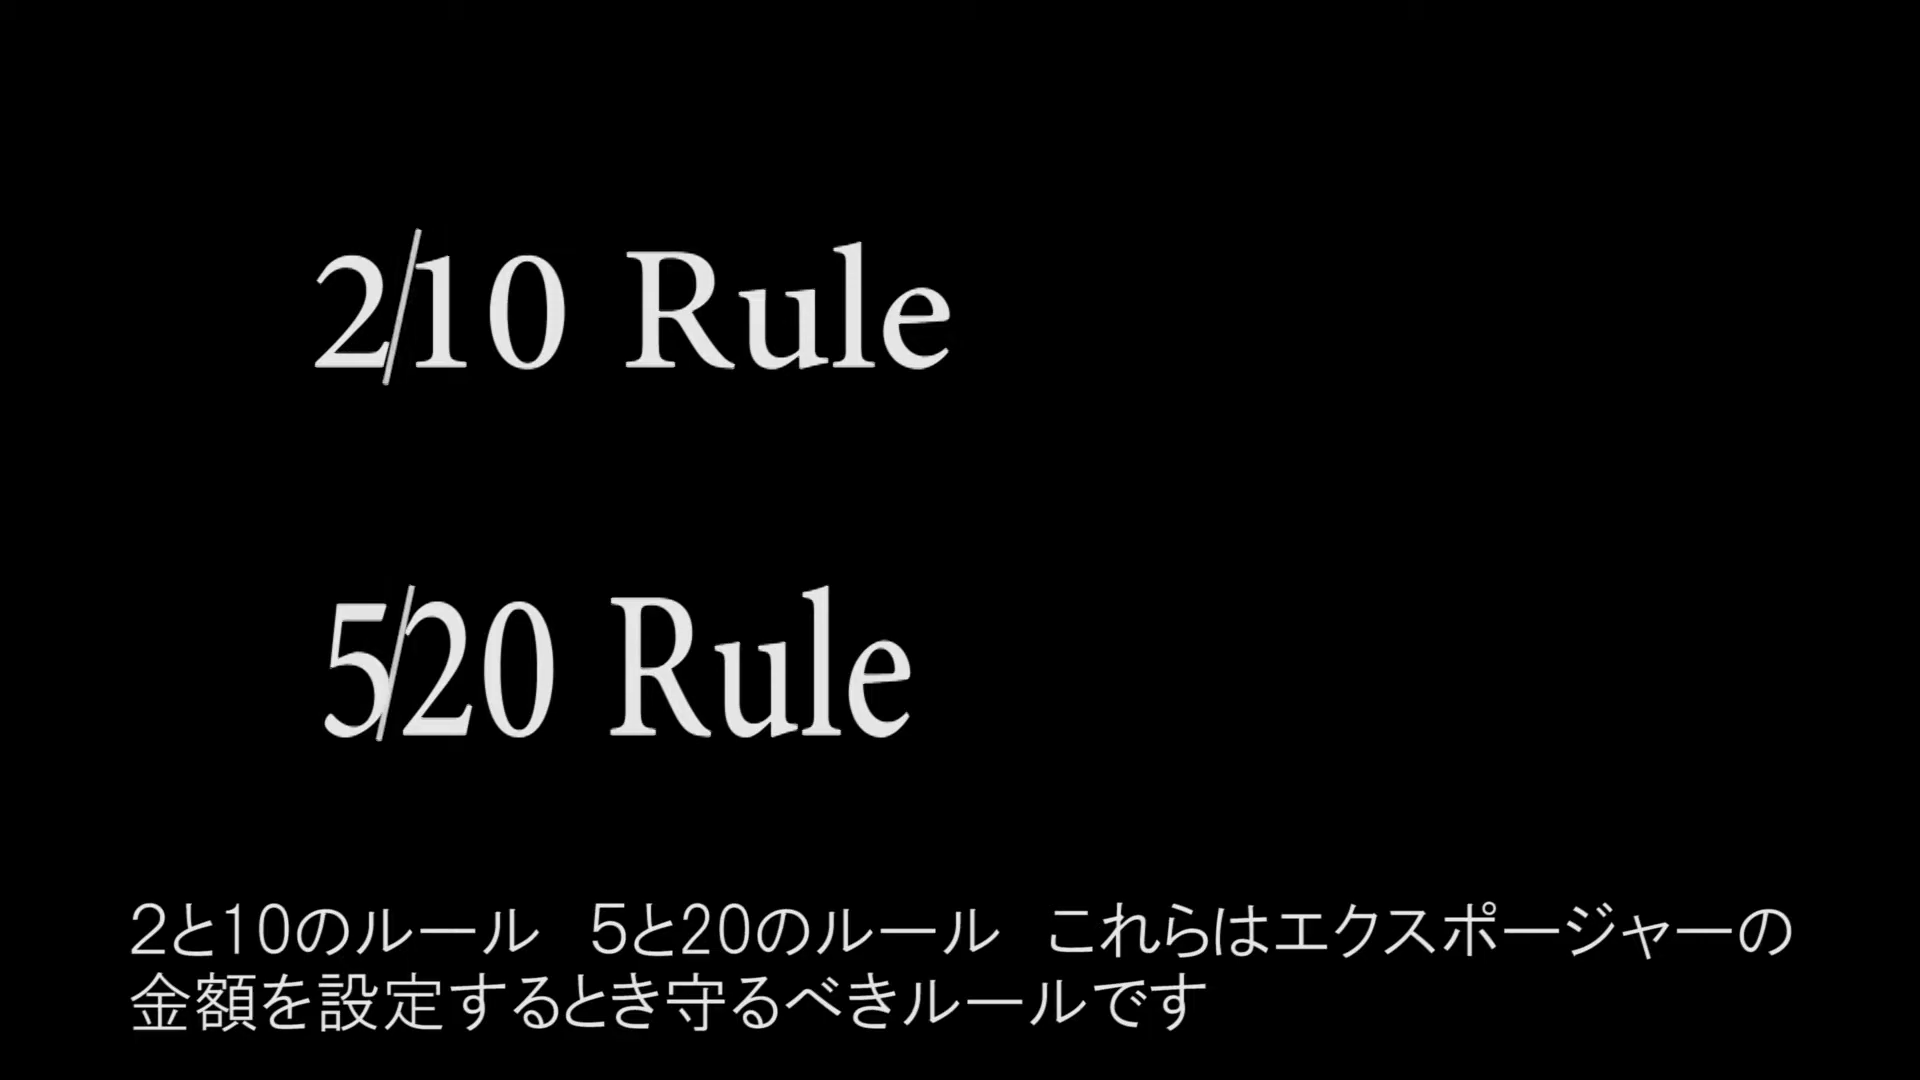 2/10 Rule
5/20 Rule
2と10のルール　5と20のルール　これらはエクスポージャーの
金額を設定するとき守るべきルールです